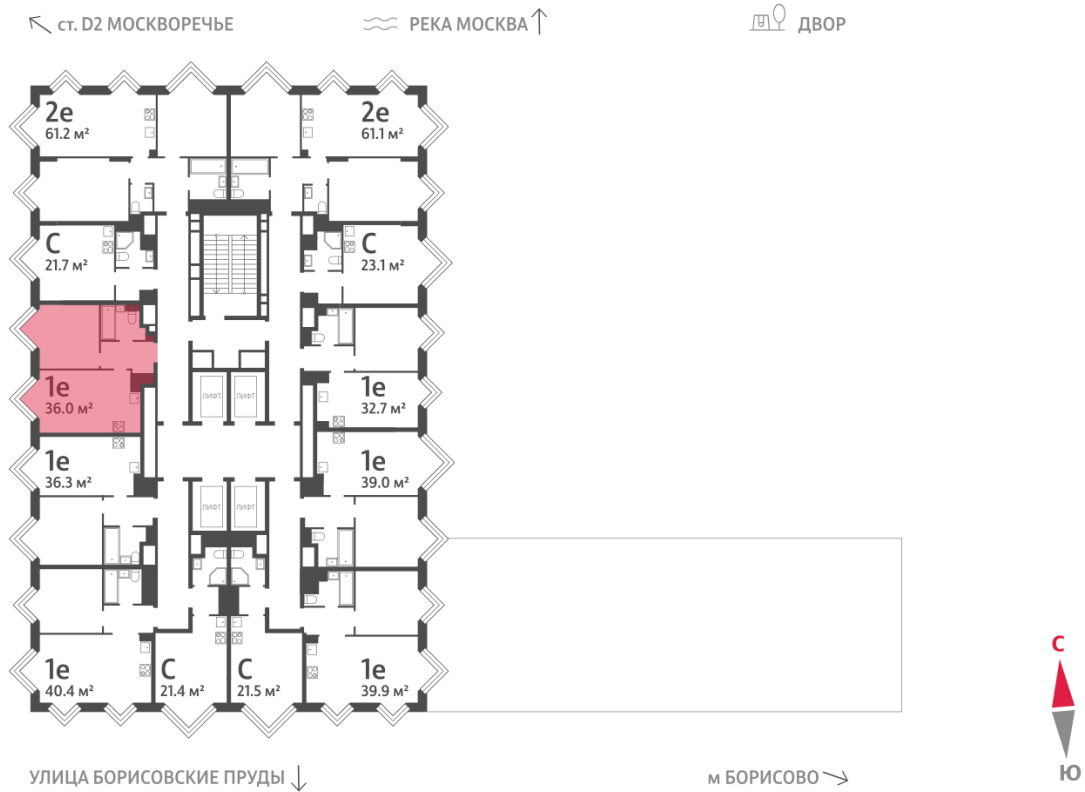 ст. D2 МОСКВОРЕЧЬЕ
РЕКА МОСКВА
ДВОР
2е
61.2 м²
2е
61.1 м²
С
21.7 м²
С
23.1 м²
1е
36.0 м²
1е
32.7 м²
ЛИФТ
ЛИФТ
1е
36.3 м²
1е
39.0 м²
ЛИФТ
ЛИФТ
1е
40.4 м²
С
21.4 м²
С
21.5 м²
1е
39.9 м²
С
Ю
УЛИЦА БОРИСОВСКИЕ ПРУДЫ
м БОРИСОВО